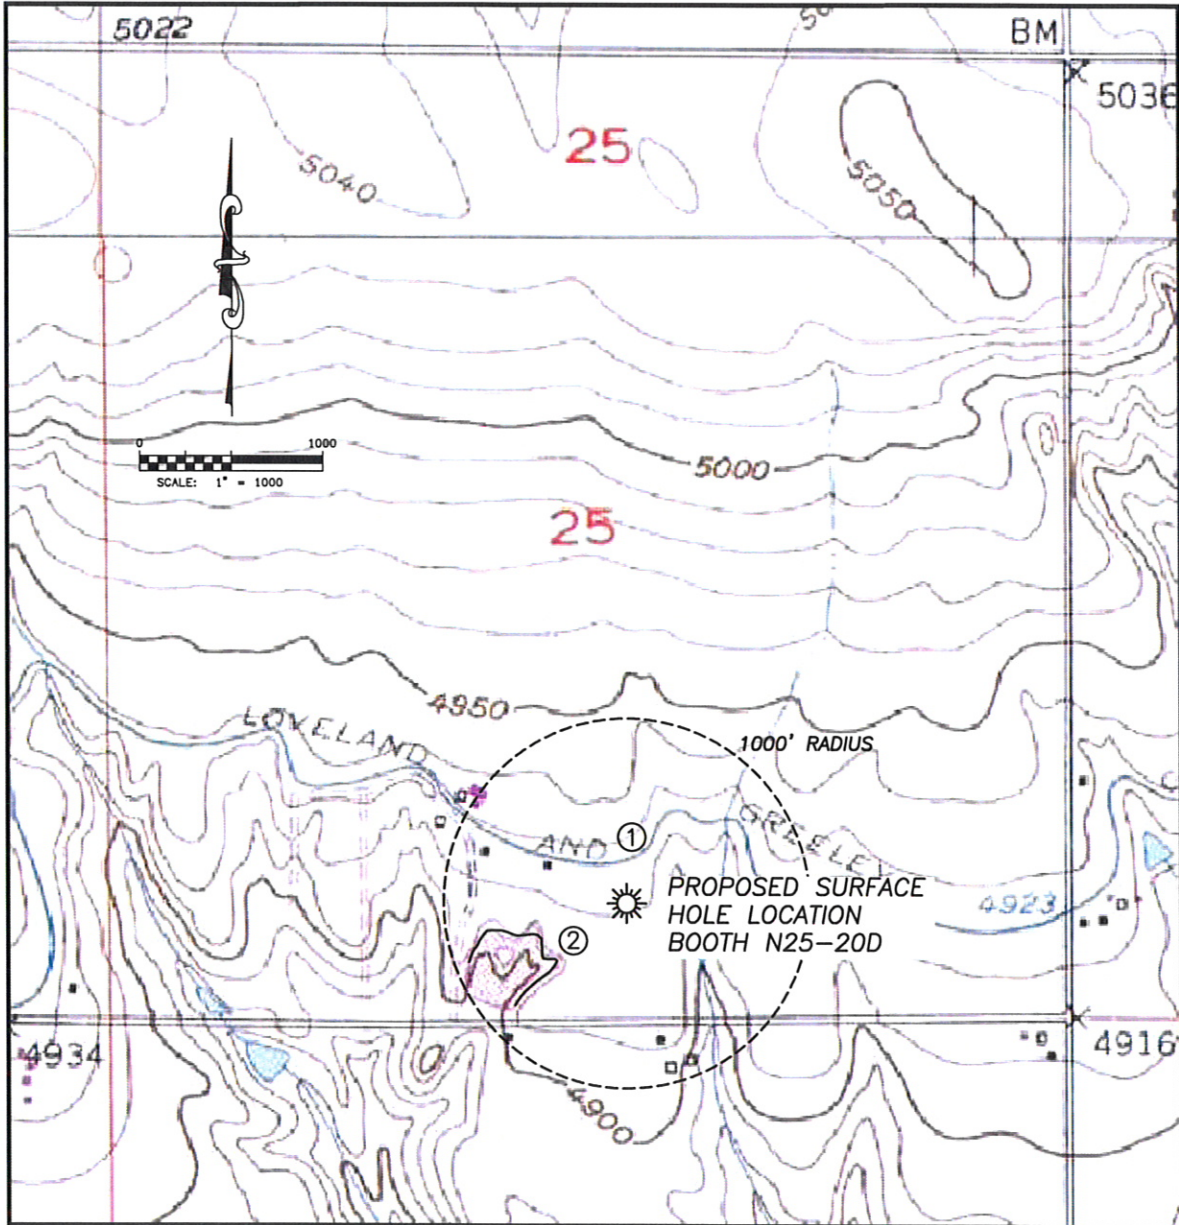 5022
BM
5036
25
5040
5050
0 1000
SCALE: 1" = 1000
5000
25
4950
LOVELAND AND GREELEY
1000' RADIUS
①
PROPOSED SURFACE
HOLE LOCATION
BOOTH N25-20D
4923
②
4934
4916
4900